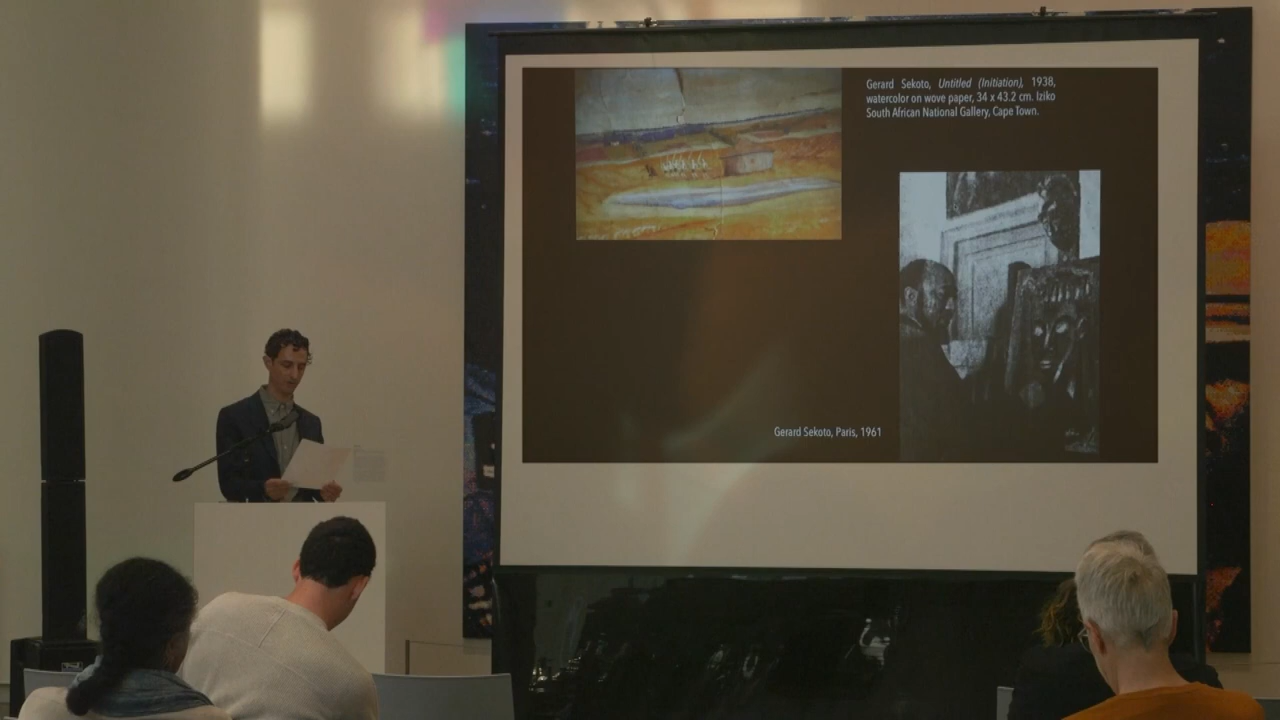 Gerard Sekoto, Untitled (Initiation), 1938,
watercolor on wove paper, 34 x 43.2 cm. Iziko
South African National Gallery, Cape Town.
Gerard Sekoto, Paris, 1961